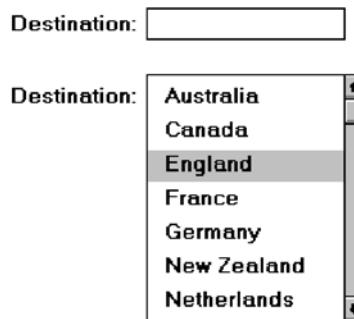 Destination:
Destination:
Australia
Canada
England
France
Germany
New Zealand
Netherlands